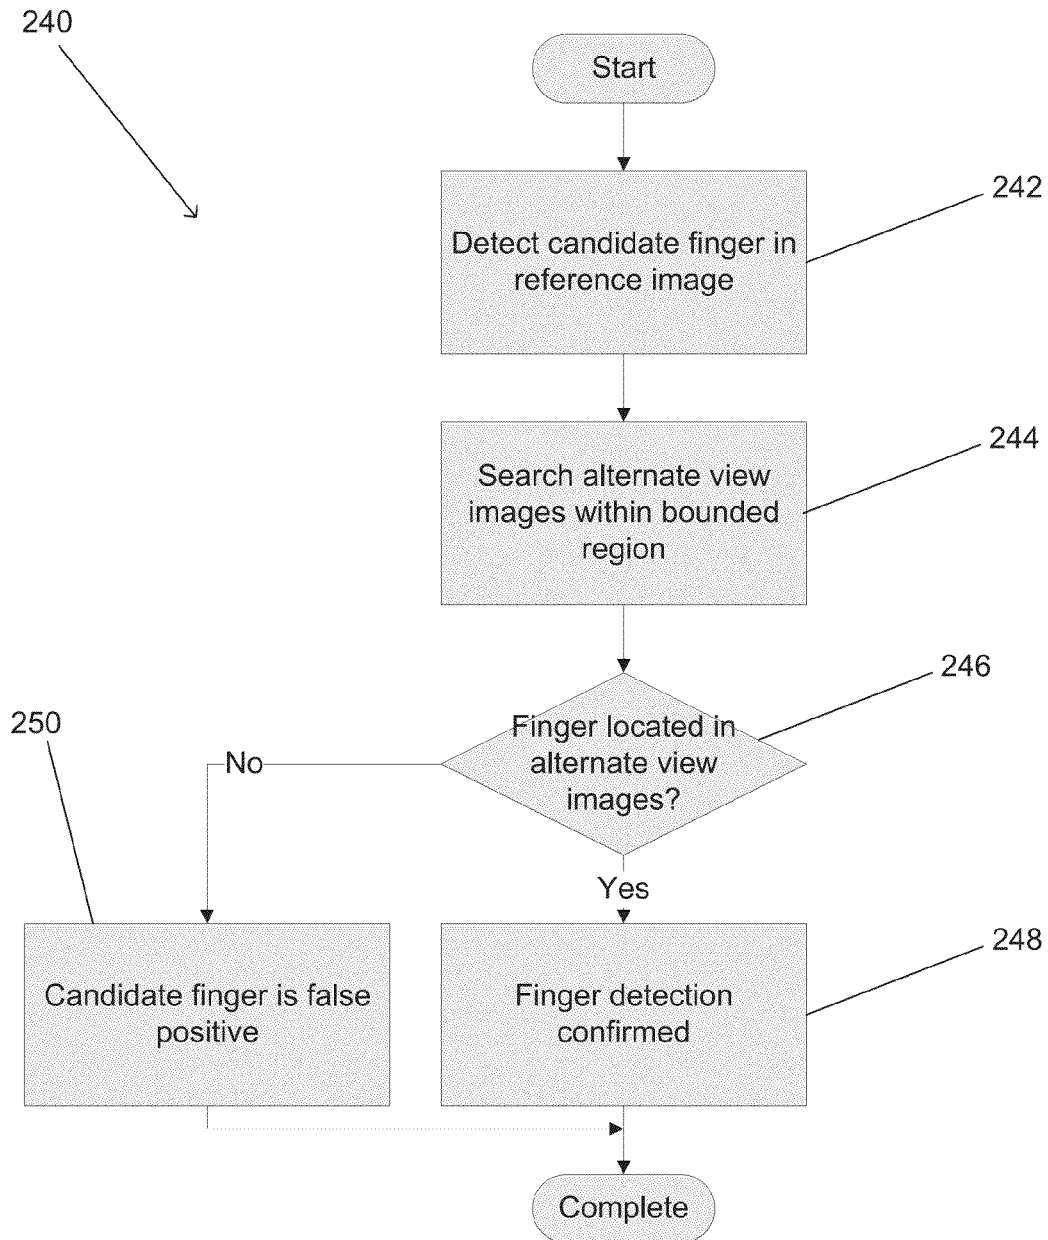 240
Start
242
Detect candidate finger in
reference image
244
Search alternate view
images within bounded
region
246
Finger located in
alternate view
images?
250
No
Yes
248
Candidate finger is false
positive
Finger detection
confirmed
Complete